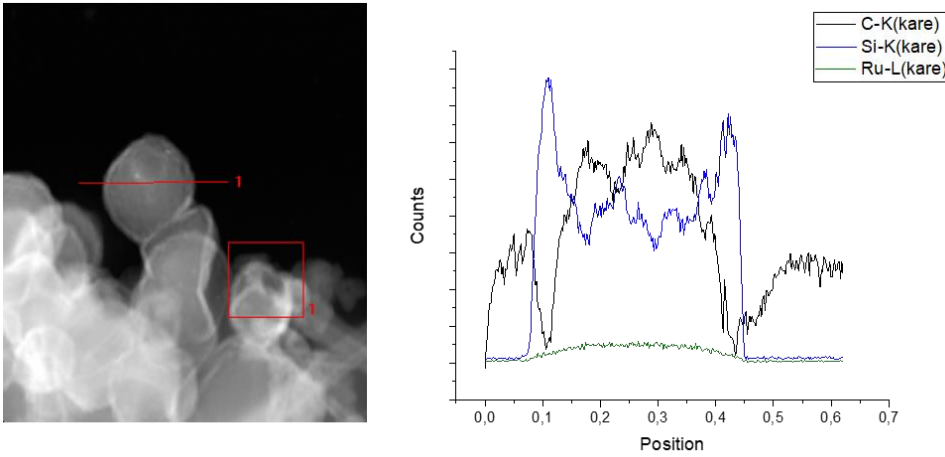 1
1
C-K(kare)
Si-K(kare)
Ru-L(kare)
Counts
0,0 0,1 0,2 0,3 0,4 0,5 0,6 0,7
Position